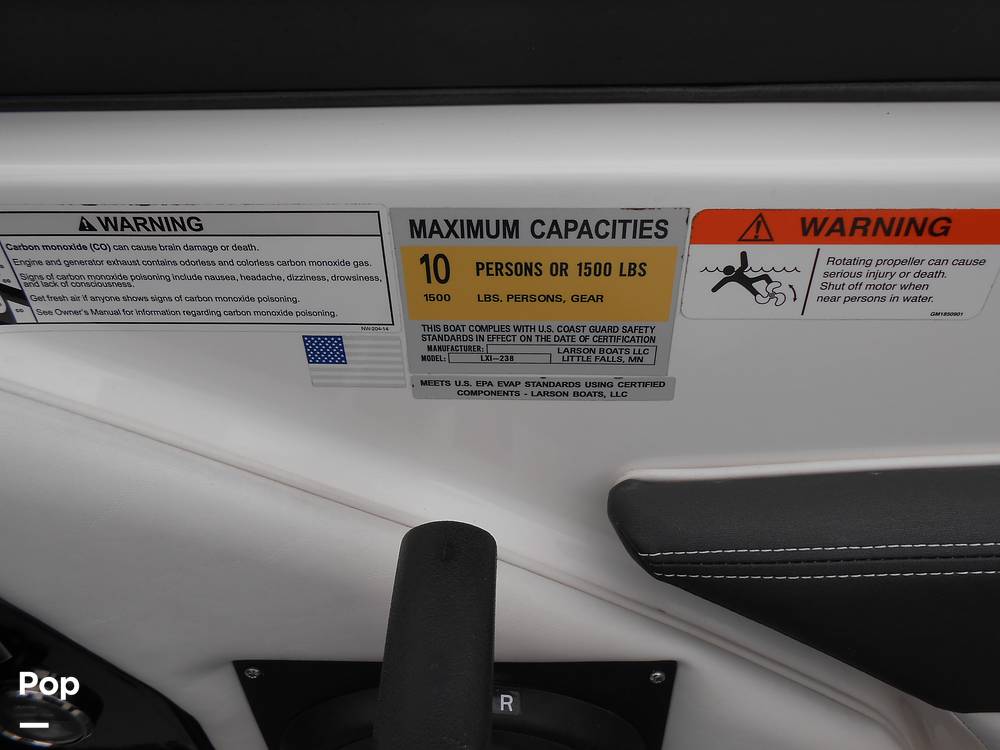 WARNING
Carbon monoxide (CO) can cause brain damage or death.
Engine and generator exhaust contains odorless and colorless carbon monoxide gas.
Signs of carbon monoxide poisoning include nausea, headache, dizziness, drowsiness,
and lack of consciousness.
Get fresh air if anyone shows signs of carbon monoxide poisoning.
See Owner's Manual for information regarding carbon monoxide poisoning.
NW-204-14
MAXIMUM CAPACITIES
10 PERSONS OR 1500 LBS
1500 LBS. PERSONS, GEAR
THIS BOAT COMPLIES WITH U.S. COAST GUARD SAFETY
STANDARDS IN EFFECT ON THE DATE OF CERTIFICATION
MANUFACTURER: LARSON BOATS LLC
MODEL: LXI-238 LITTLE FALLS, MN
MEETS U.S. EPA EVAP STANDARDS USING CERTIFIED
COMPONENTS - LARSON BOATS, LLC
WARNING
Rotating propeller can cause
serious injury or death.
Shut off motor when
near persons in water.
GM1850901
R
Pop